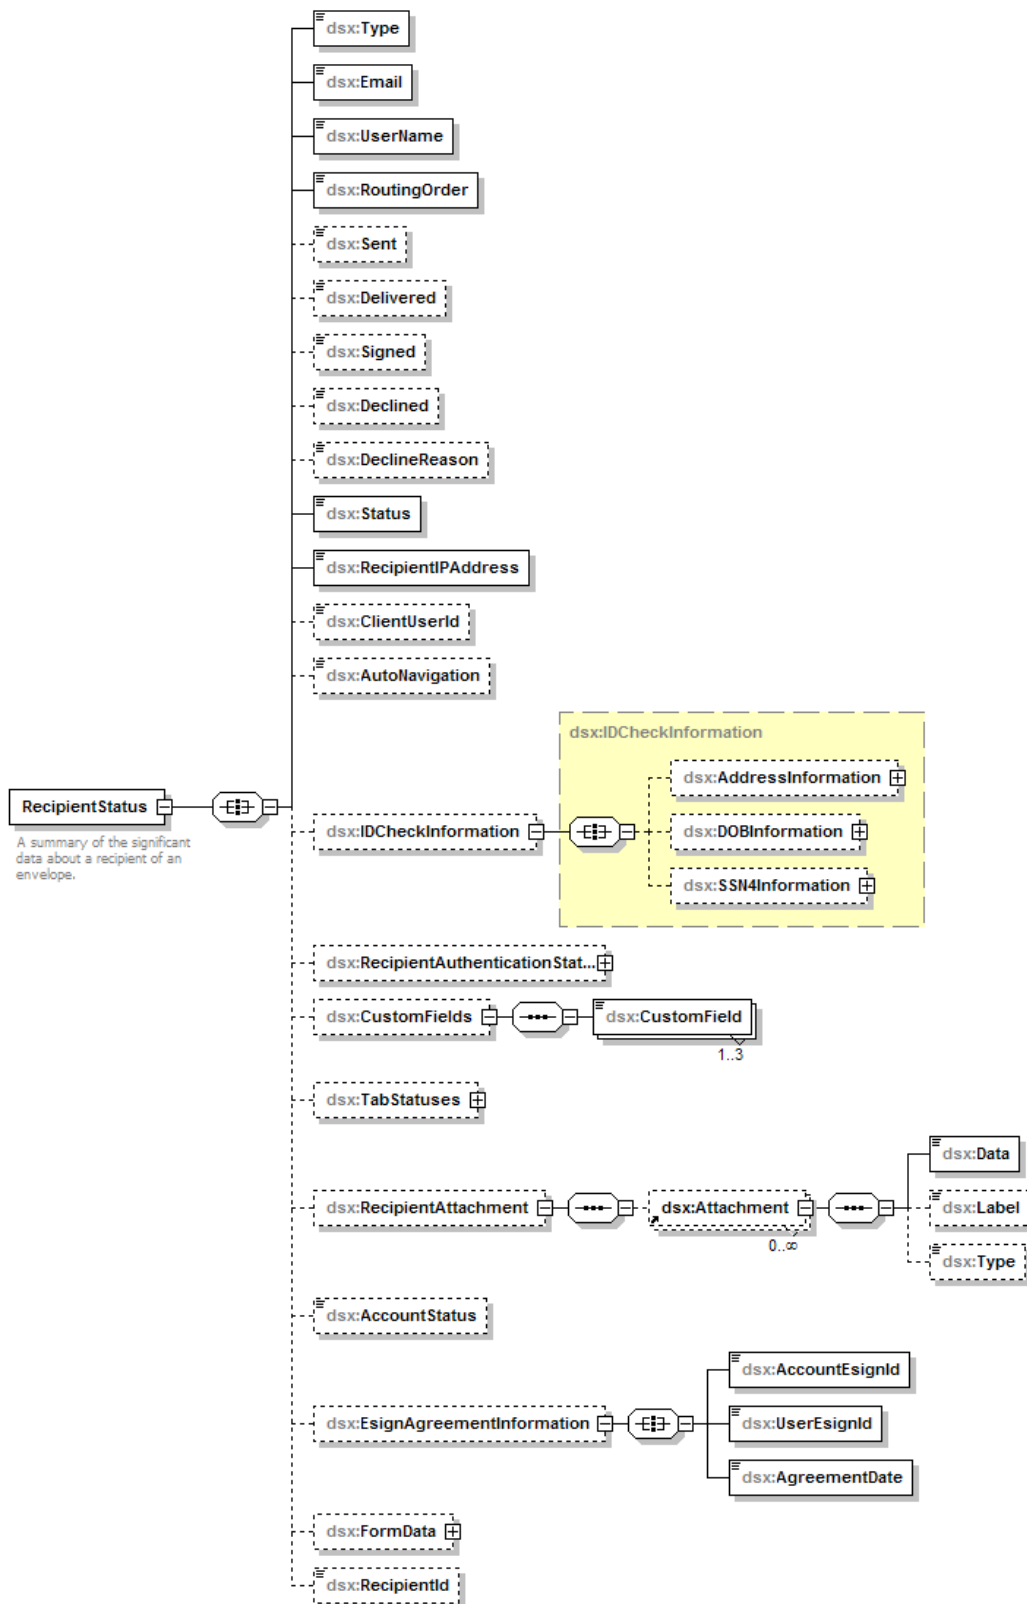 dsx:Type
dsx:Email
dsx:UserName
dsx:RoutingOrder
dsx:Sent
dsx:Delivered
dsx:Signed
dsx:Declined
dsx:DeclineReason
dsx:Status
dsx:RecipientIPAddress
dsx:ClientUserId
dsx:AutoNavigation
RecipientStatus
A summary of the significant
data about a recipient of an
envelope.
dsx:IDCheckInformation
dsx:IDCheckInformation
dsx:AddressInformation
dsx:DOBInformation
dsx:SSN4Information
dsx:RecipientAuthenticationStat...
dsx:CustomFields
dsx:CustomField
1..3
dsx:TabStatuses
dsx:RecipientAttachment
dsx:Attachment
0..∞
dsx:Data
dsx:Label
dsx:Type
dsx:AccountStatus
dsx:EsignAgreementInformation
dsx:AccountEsignId
dsx:UserEsignId
dsx:AgreementDate
dsx:FormData
dsx:RecipientId